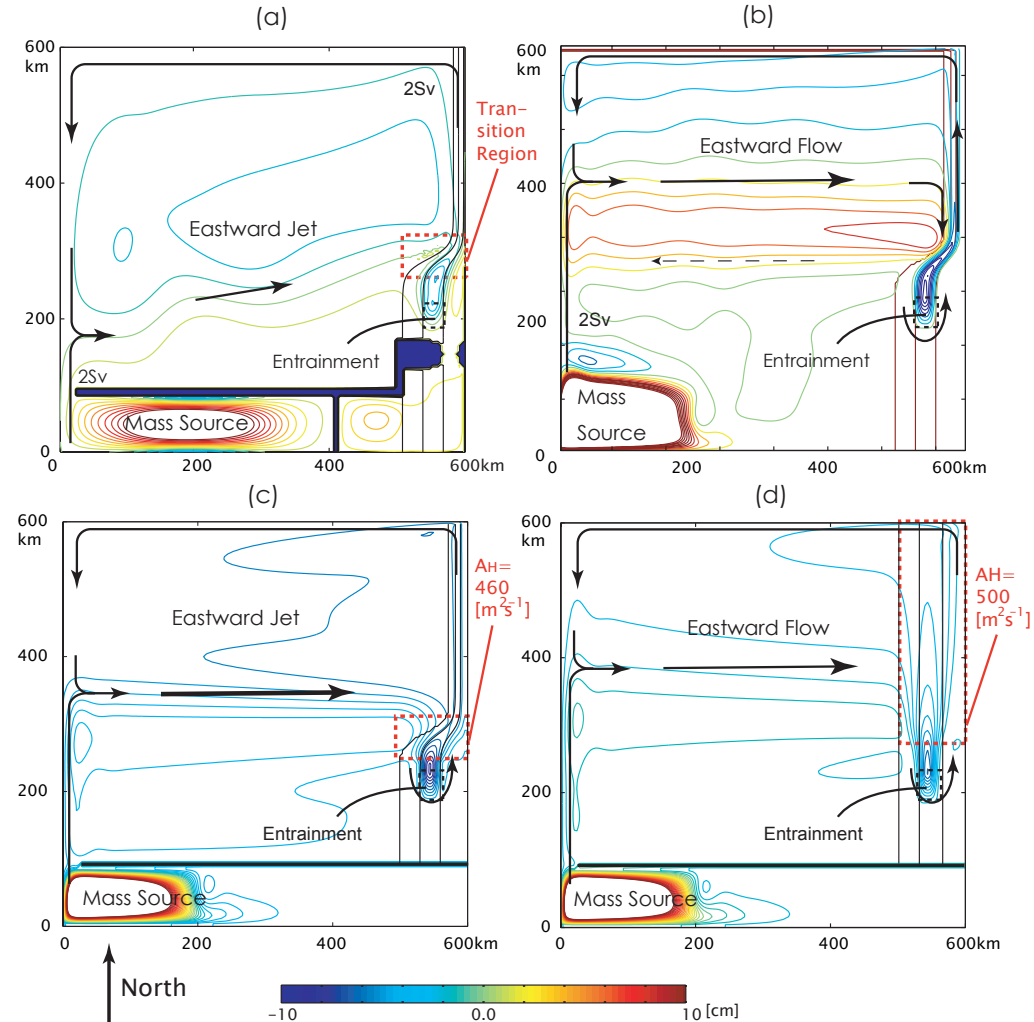 (a)
600
km
2Sv
Tran-
sition
Region
400
Eastward Jet
200
Entrainment
2Sv
Mass Source
0
0
200
400
600km
(b)
600
km
Eastward Flow
400
200
2Sv
Entrainment
Mass
Source
0
0
200
400
600km
(c)
600
km
AH=
460
[m²s⁻¹]
Eastward Jet
400
200
Entrainment
Mass Source
0
0
200
400
600km
(d)
600
km
AH=
500
[m²s⁻¹]
Eastward Flow
400
200
Entrainment
Mass Source
0
0
200
400
600km
North
−10
0.0
10 [cm]